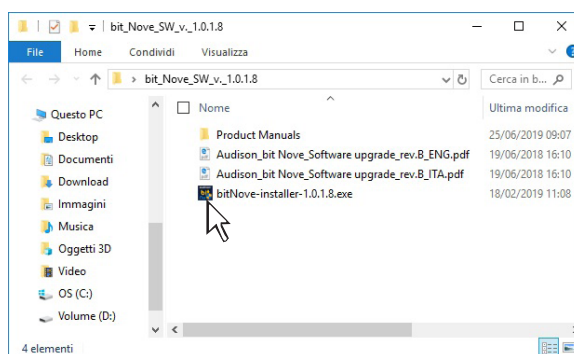 bit_Nove_SW_v._1.0.1.8
File Home Condividi Visualizza
bit_Nove_SW_v._1.0.1.8 Cerca in b...
Questo PC
Desktop
Documenti
Download
Immagini
Musica
Oggetti 3D
Video
OS (C:)
Volume (D:)
Nome Ultima modifica
Product Manuals 25/06/2019 09:07
Audison_bit Nove_Software upgrade_rev.B_ENG.pdf 19/06/2018 16:10
Audison_bit Nove_Software upgrade_rev.B_ITA.pdf 19/06/2018 16:10
bitNove-installer-1.0.1.8.exe 18/02/2019 11:08
4 elementi